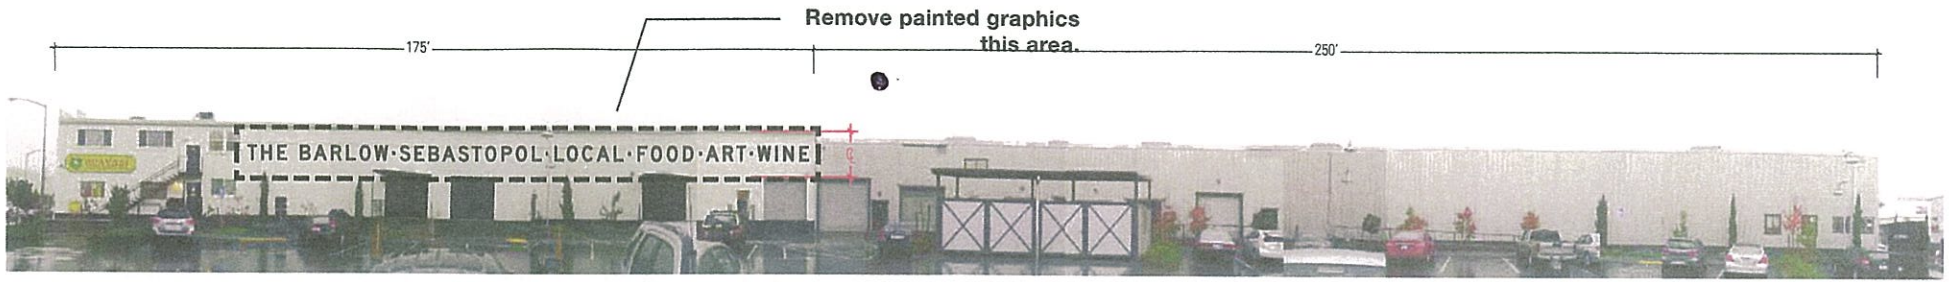 Remove painted graphics
this area.
175'
250'
THE BARLOW·SEBASTOPOL·LOCAL·FOOD·ART·WINE